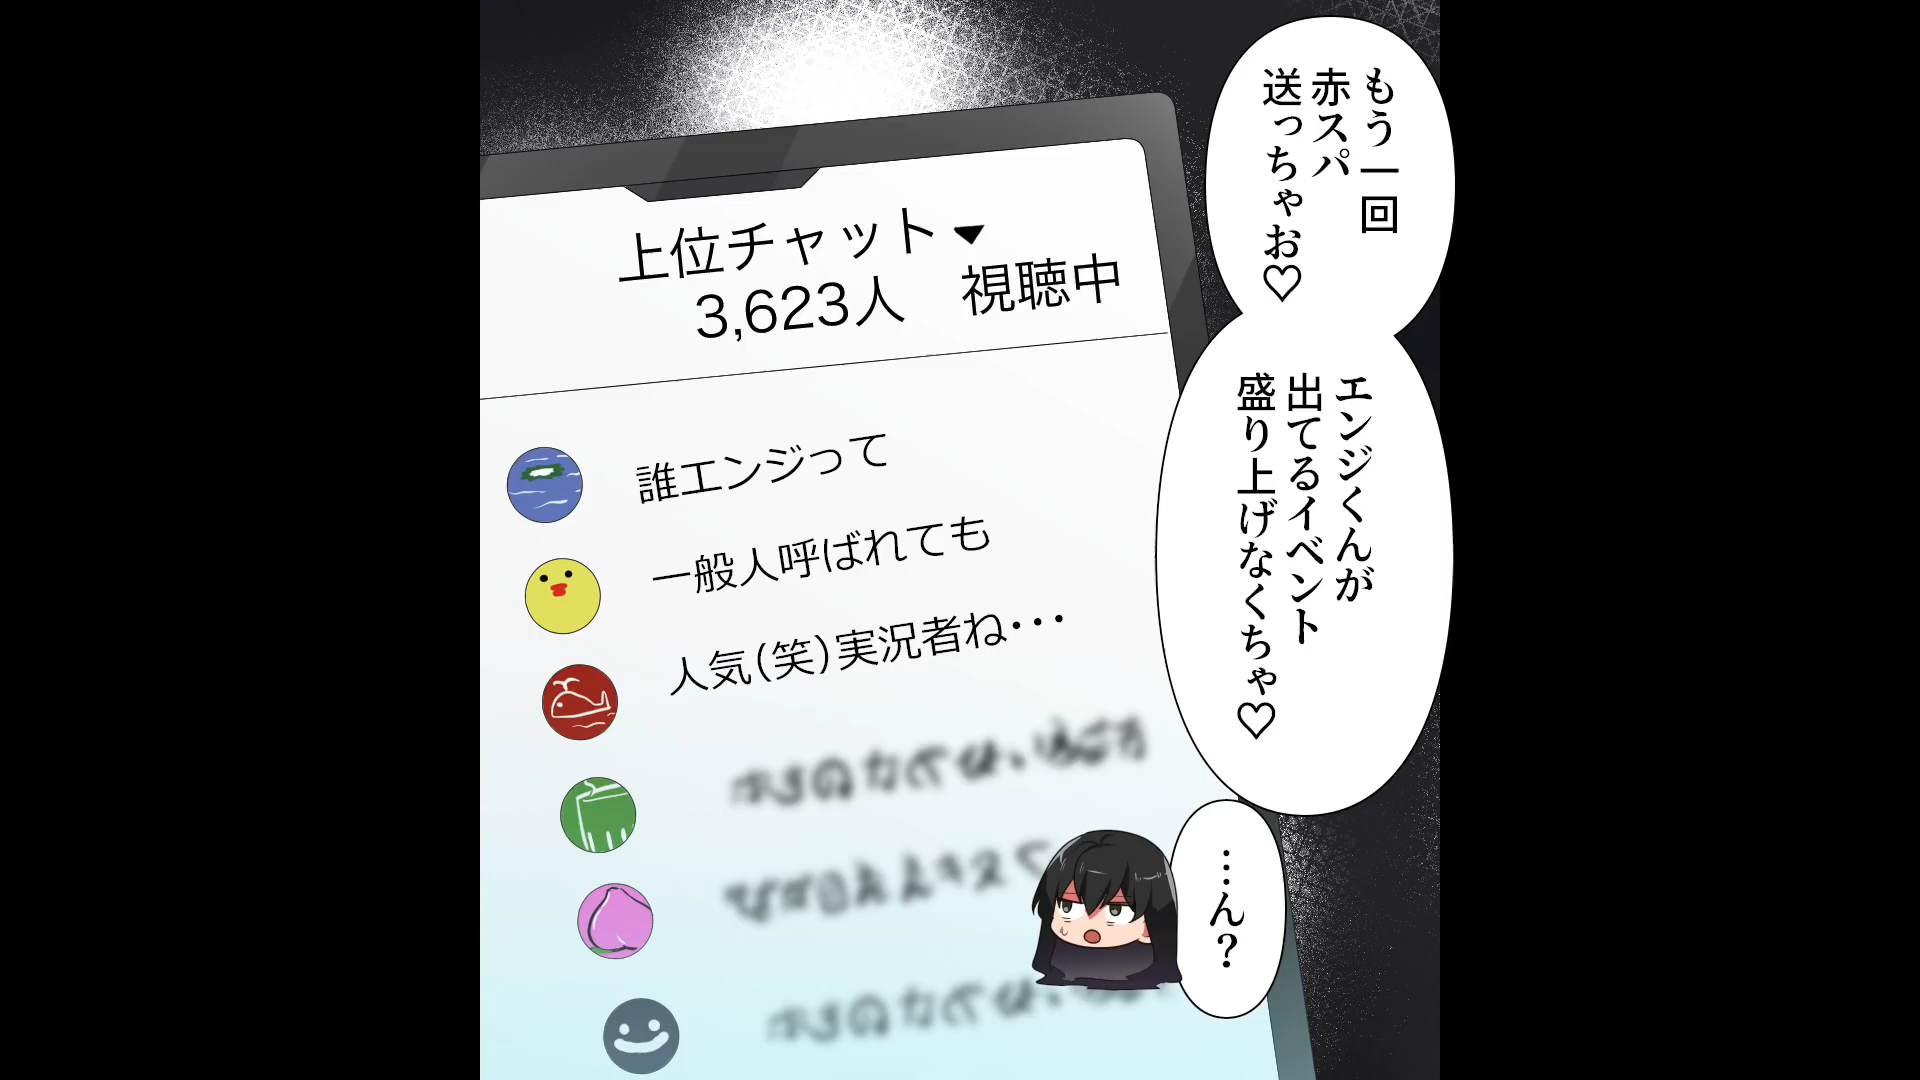 もう一回
赤スパ
送っちゃお♡
エンジくんが
出てるイベント
盛り上げなくちゃ♡
上位チャット▼
3,623人　視聴中
誰エンジって
一般人呼ばれても
人気(笑)実況者ね･･･
…ん？